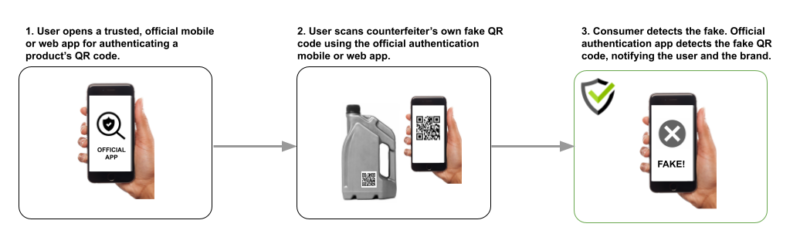 1. User opens a trusted, official mobile
or web app for authenticating a
product's QR code.
2. User scans counterfeiter's own fake QR
code using the official authentication
mobile or web app.
3. Consumer detects the fake. Official
authentication app detects the fake QR
code, notifying the user and the brand.
OFFICIAL
APP
FAKE!